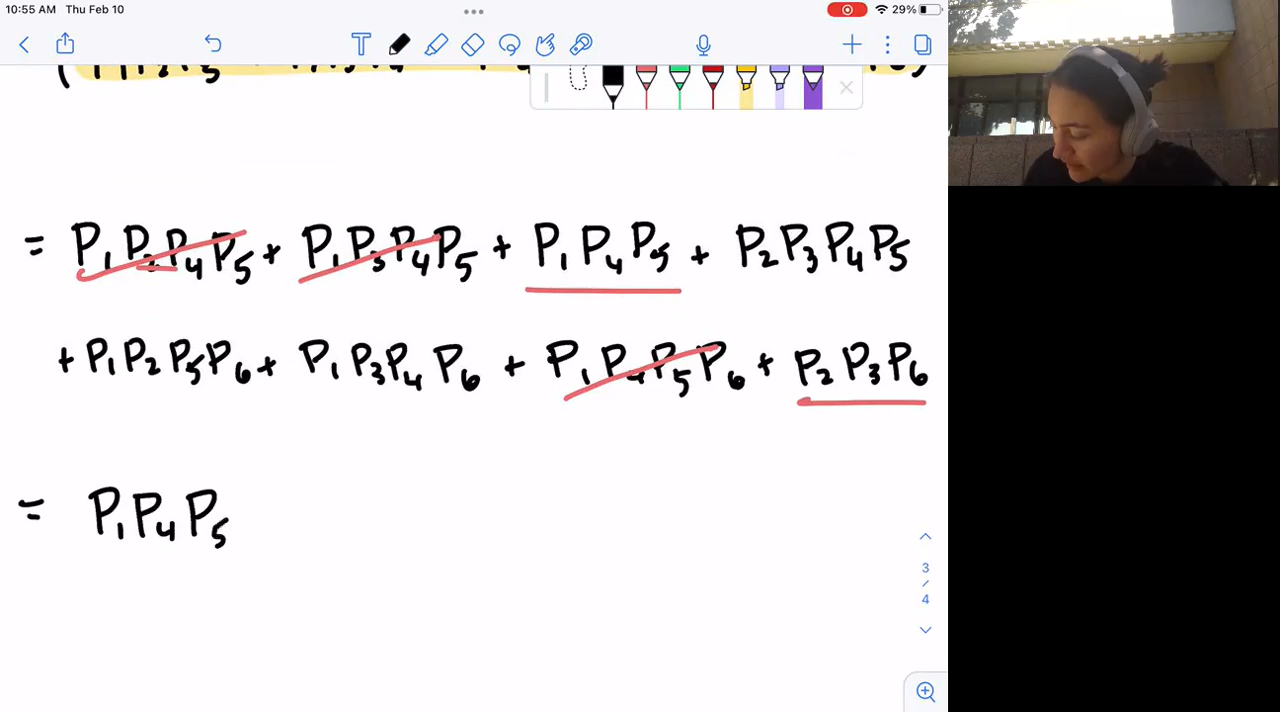 10:55 AM Thu Feb 10
29%
= P₁P₂P₄P₅ + P₁P₃P₄P₅ + P₁P₄P₅ + P₂P₃P₄P₅
+ P₁P₂P₅P₆ + P₁P₃P₄P₆ + P₁P₄P₅P₆ + P₂P₃P₆
= P₁P₄P₅
3
/
4